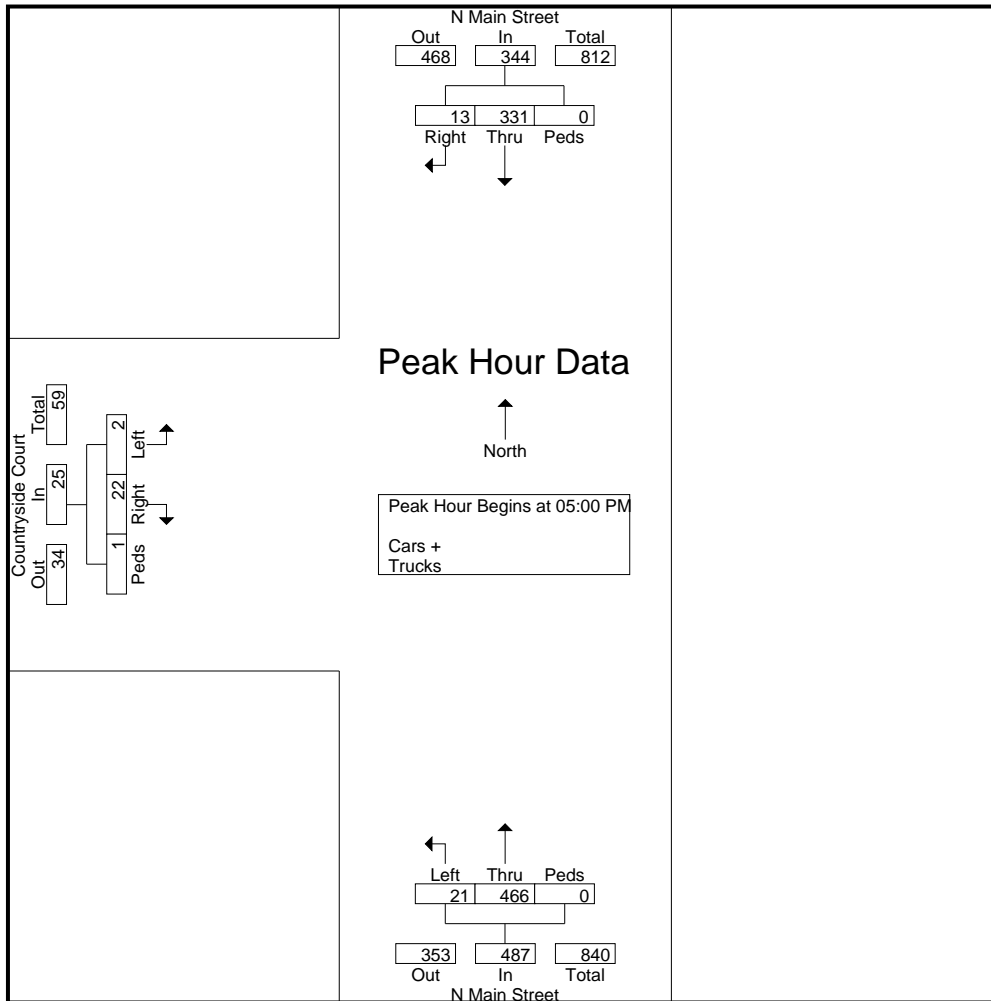 N Main Street
Out In Total
468 344 812
13 331 0
Right Thru Peds
Peak Hour Data
North
Peak Hour Begins at 05:00 PM
Cars +
Trucks
Countryside Court
Out In Total
34 25 59
1 22 2
Peds Right Left
Left Thru Peds
21 466 0
353 487 840
Out In Total
N Main Street